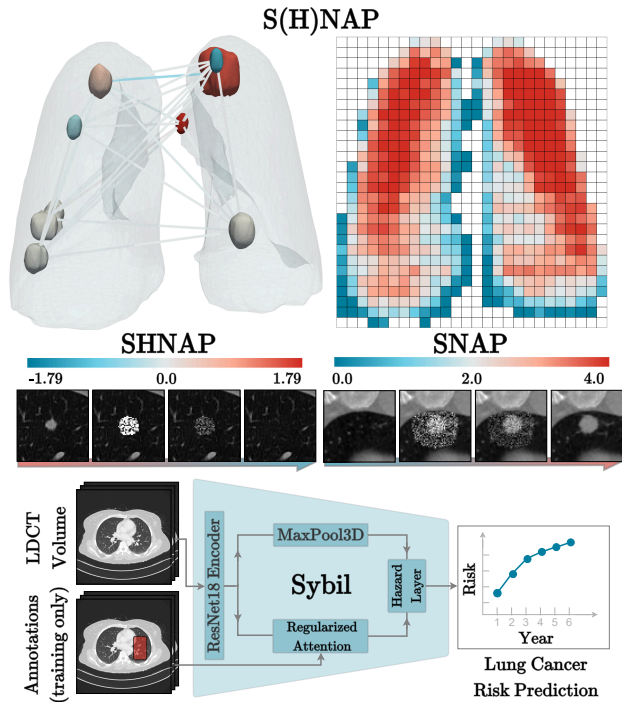 S(H)NAP
SHNAP
SNAP
-1.79
0.0
1.79
0.0
2.0
4.0
LDCT
Volume
Annotations
(training only)
ResNet18 Encoder
MaxPool3D
Sybil
Regularized
Attention
Hazard
Layer
Risk
1 2 3 4 5 6
Year
Lung Cancer
Risk Prediction